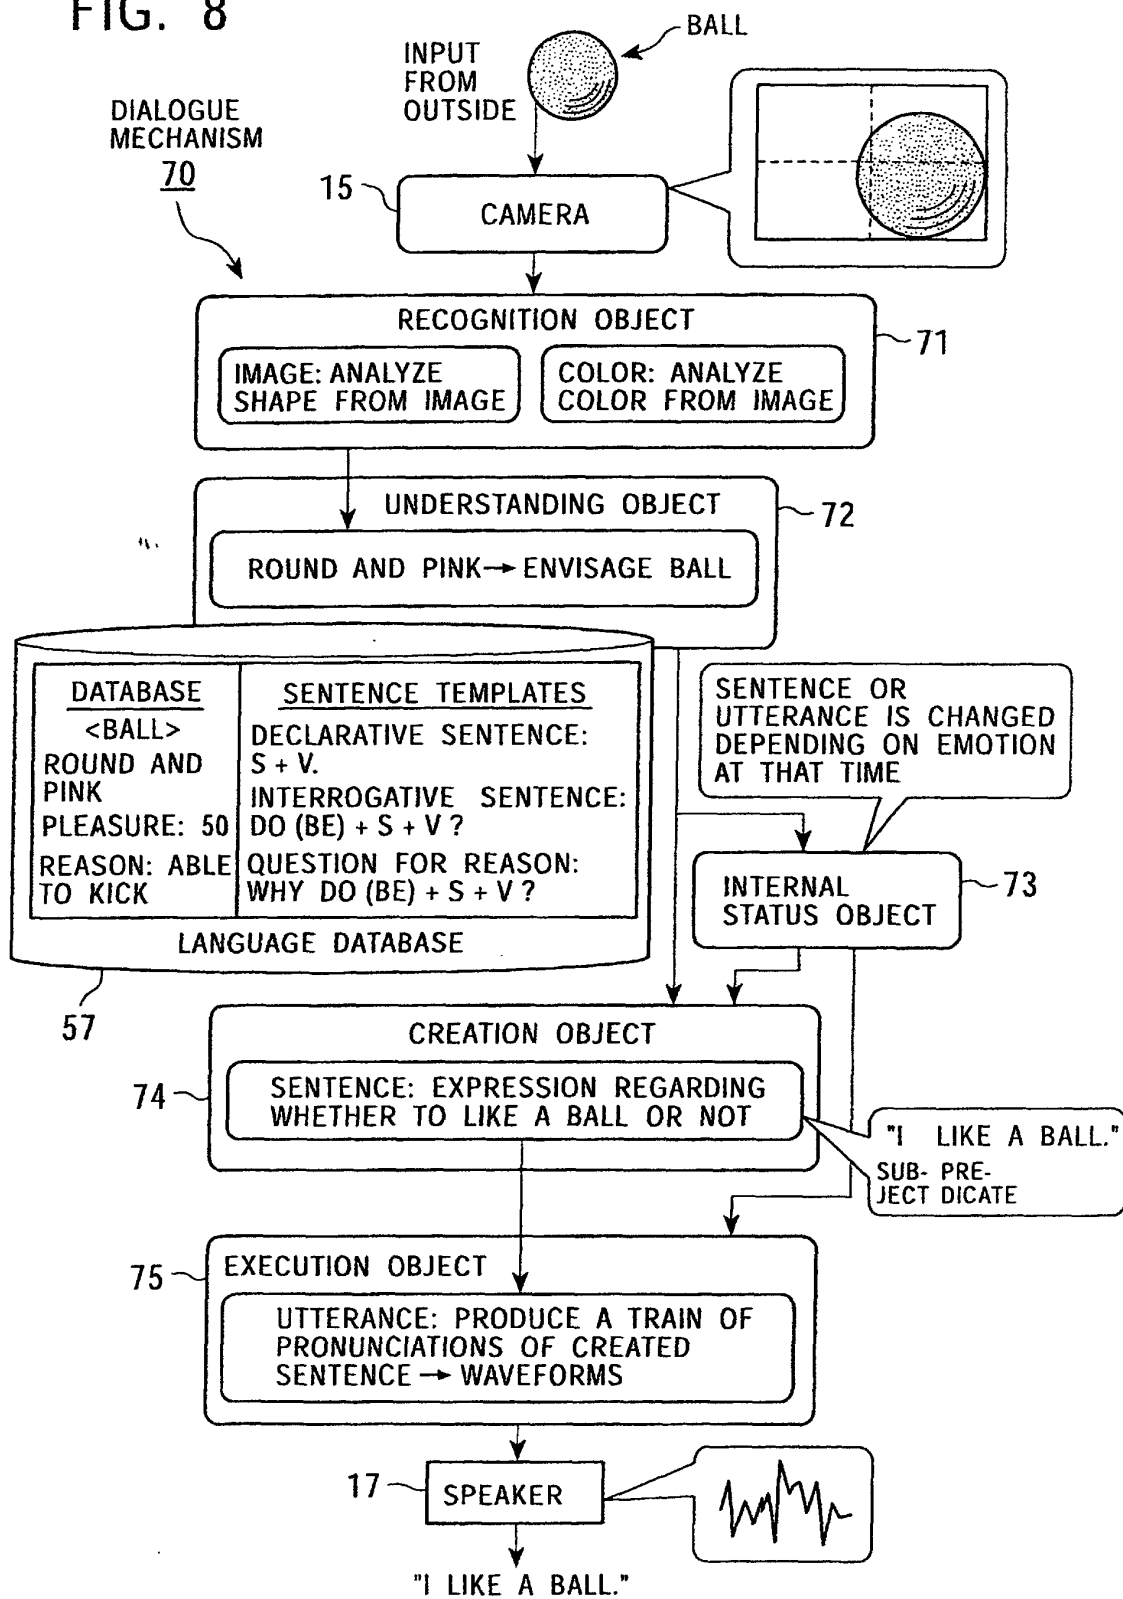 FIG. 8
BALL
INPUT
FROM
OUTSIDE
DIALOGUE
MECHANISM
70
15
CAMERA
RECOGNITION OBJECT
71
IMAGE: ANALYZE
SHAPE FROM IMAGE
COLOR: ANALYZE
COLOR FROM IMAGE
UNDERSTANDING OBJECT
72
ROUND AND PINK→ENVISAGE BALL
DATABASE
<BALL>
ROUND AND
PINK
PLEASURE: 50
REASON: ABLE
TO KICK
SENTENCE TEMPLATES
DECLARATIVE SENTENCE:
S + V.
INTERROGATIVE SENTENCE:
DO (BE) + S + V ?
QUESTION FOR REASON:
WHY DO (BE) + S + V ?
LANGUAGE DATABASE
57
SENTENCE OR
UTTERANCE IS CHANGED
DEPENDING ON EMOTION
AT THAT TIME
INTERNAL
STATUS OBJECT
73
CREATION OBJECT
74
SENTENCE: EXPRESSION REGARDING
WHETHER TO LIKE A BALL OR NOT
"I LIKE A BALL."
SUB- PRE-
JECT DICATE
75
EXECUTION OBJECT
UTTERANCE: PRODUCE A TRAIN OF
PRONUNCIATIONS OF CREATED
SENTENCE → WAVEFORMS
17
SPEAKER
"I LIKE A BALL."